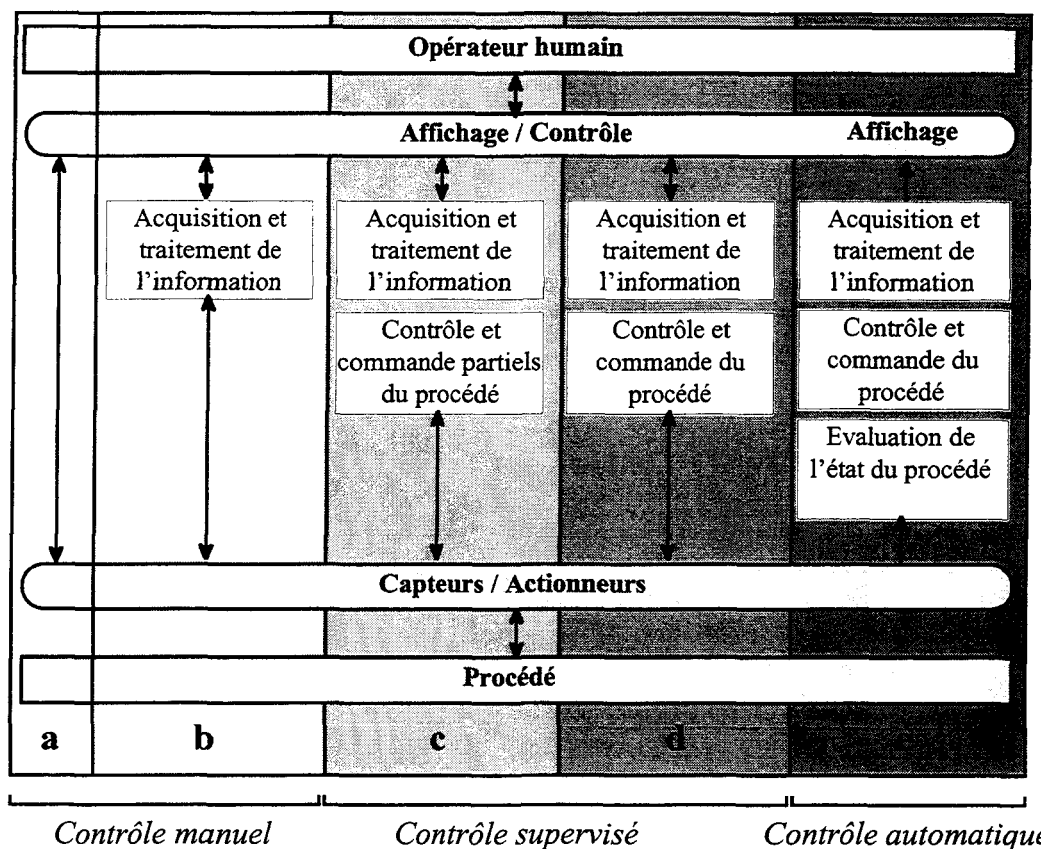 Opérateur humain
Affichage / Contrôle
Affichage
Acquisition et
traitement de
l'information
Acquisition et
traitement de
l'information
Contrôle et
commande partiels
du procédé
Acquisition et
traitement de
l'information
Contrôle et
commande du
procédé
Acquisition et
traitement de
l'information
Contrôle et
commande du
procédé
Evaluation de
l'état du procédé
Capteurs / Actionneurs
Procédé
a
b
c
d
Contrôle manuel
Contrôle supervisé
Contrôle automatique